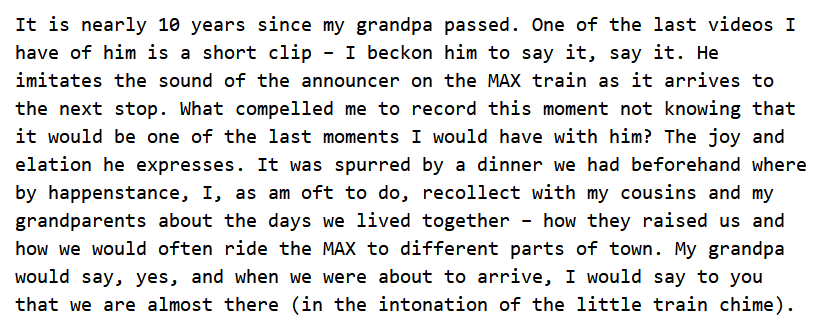 It is nearly 10 years since my grandpa passed. One of the last videos I
have of him is a short clip – I beckon him to say it, say it. He
imitates the sound of the announcer on the MAX train as it arrives to
the next stop. What compelled me to record this moment not knowing that
it would be one of the last moments I would have with him? The joy and
elation he expresses. It was spurred by a dinner we had beforehand where
by happenstance, I, as am oft to do, recollect with my cousins and my
grandparents about the days we lived together – how they raised us and
how we would often ride the MAX to different parts of town. My grandpa
would say, yes, and when we were about to arrive, I would say to you
that we are almost there (in the intonation of the little train chime).